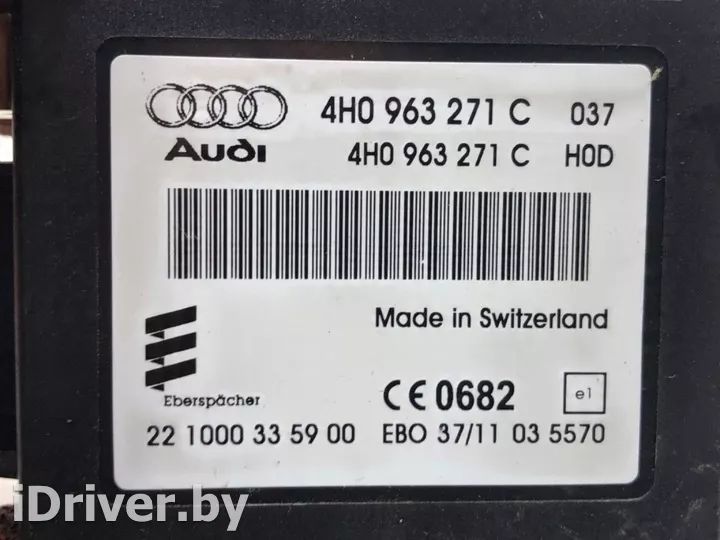 4H0 963 271 C 037
Audi 4H0 963 271 C H0D
Made in Switzerland
Eberspächer
CE 0682 e1
22 1000 33 59 00 EBO 37/11 03 5570
iDriver.by